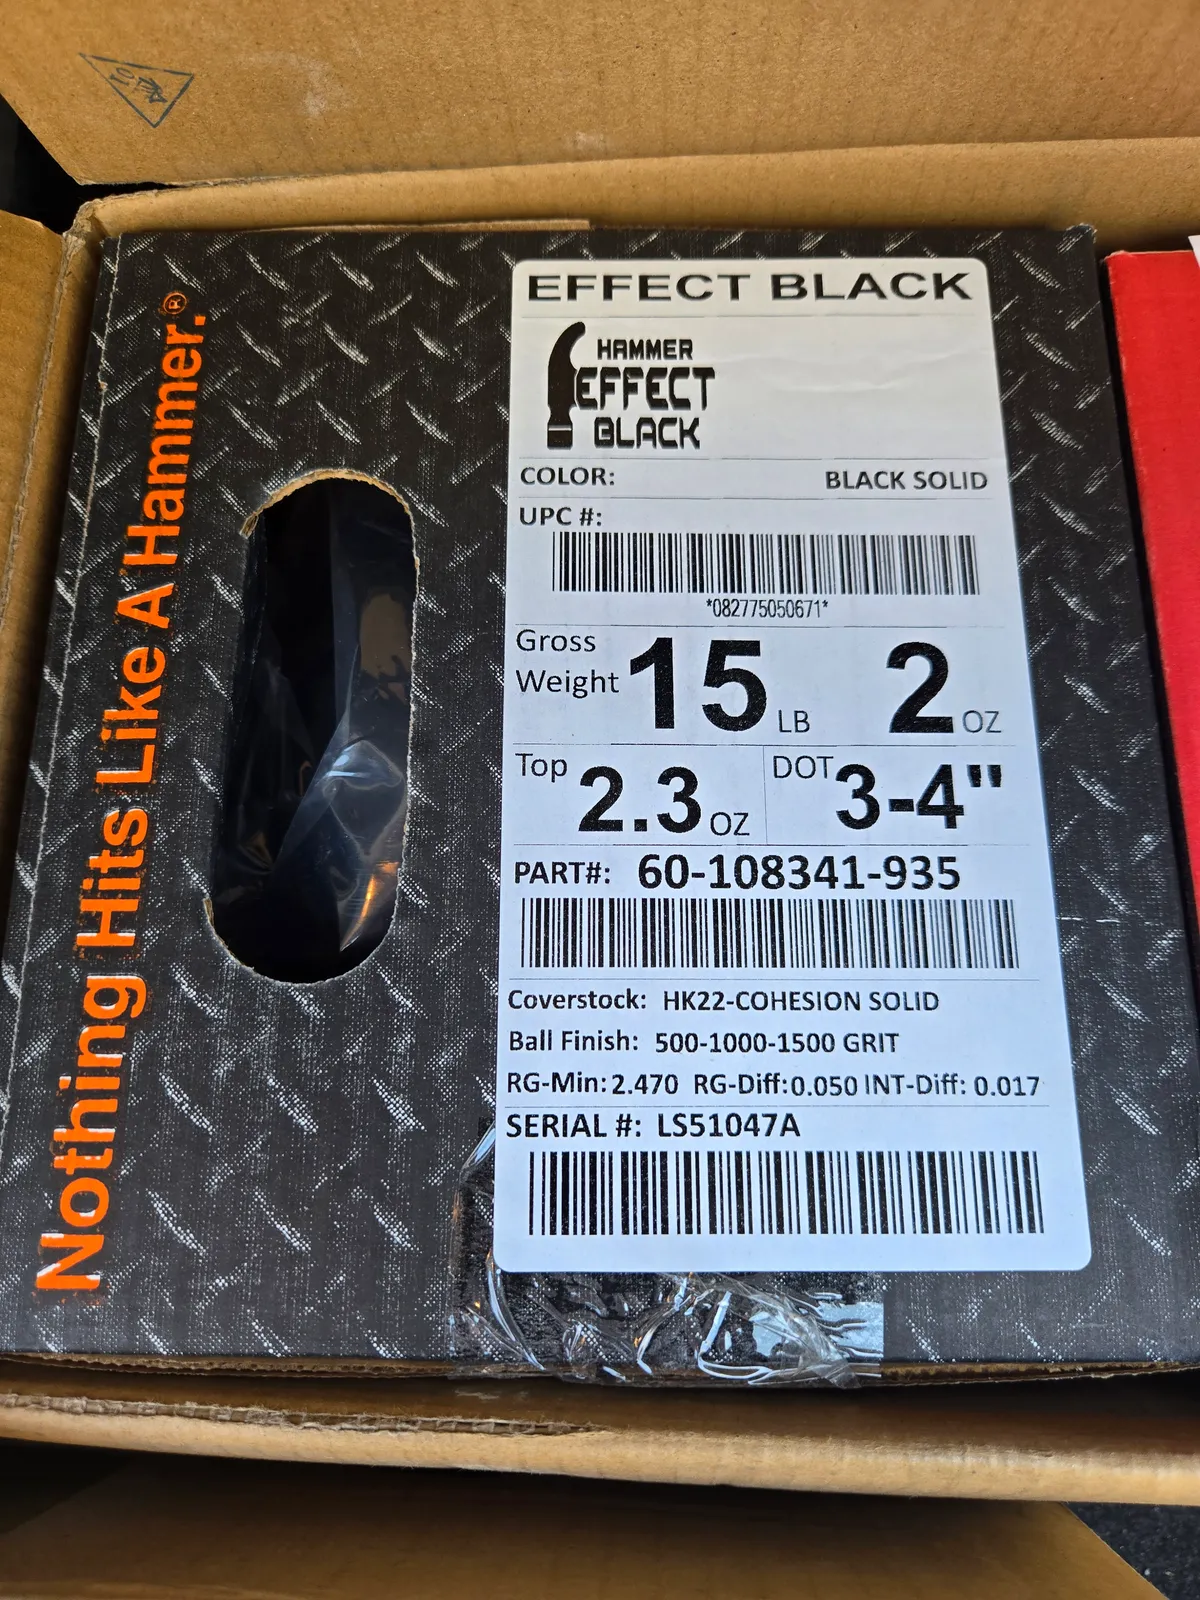 Nothing Hits Like A Hammer.®
EFFECT BLACK
HAMMER
EFFECT
BLACK
COLOR: BLACK SOLID
UPC #:
*082775050671*
Gross Weight 15 LB 2 OZ
Top 2.3 OZ DOT 3-4"
PART#: 60-108341-935
Coverstock: HK22-COHESION SOLID
Ball Finish: 500-1000-1500 GRIT
RG-Min: 2.470 RG-Diff: 0.050 INT-Diff: 0.017
SERIAL #: LS51047A